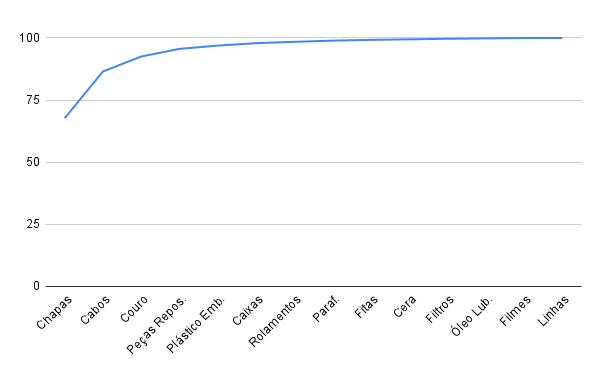 100
75
50
25
0
Chapas
Cabos
Couro
Peças Repos.
Plástico Emb.
Caixas
Rolamentos
Paraf.
Fitas
Cera
Filtros
Óleo Lub.
Filmes
Linhas